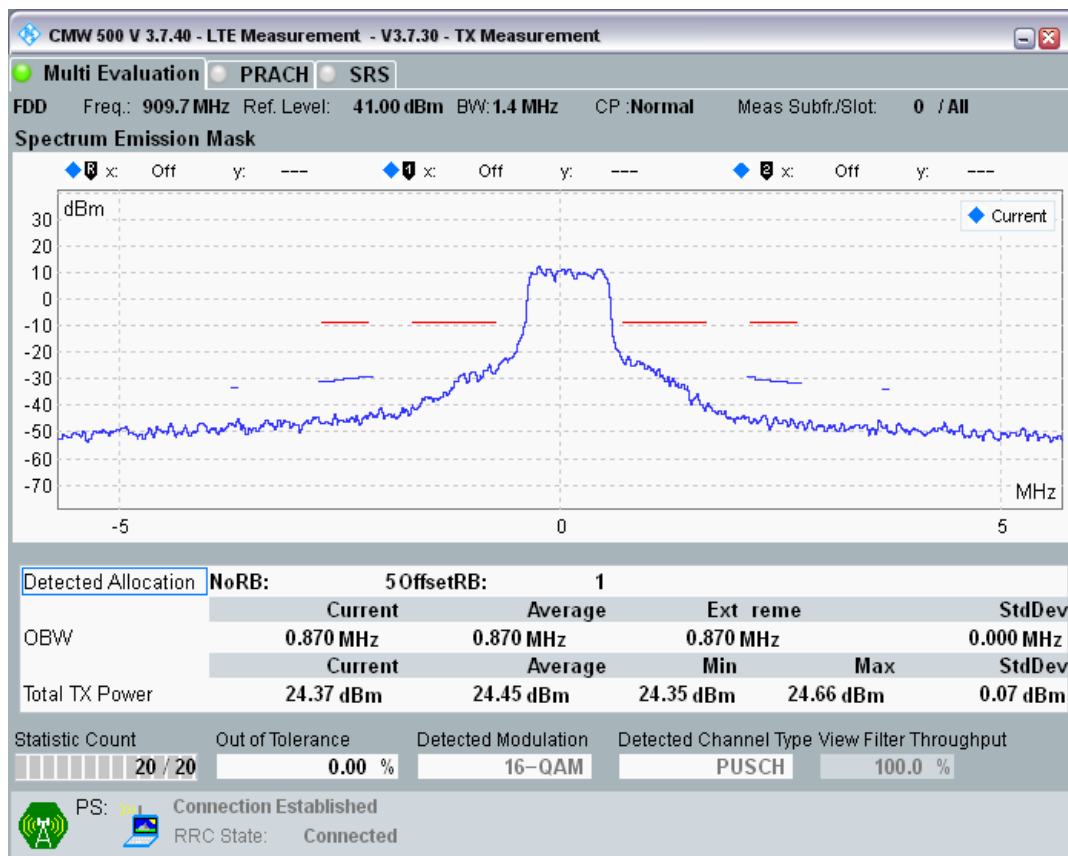 CMW 500 V 3.7.40 - LTE Measurement - V3.7.30 - TX Measurement
Multi Evaluation PRACH SRS
FDD Freq.: 909.7 MHz Ref. Level: 41.00 dBm BW: 1.4 MHz CP :Normal Meas Subfr./Slot: 0 / All
Spectrum Emission Mask
R x: Off y: --- 1 x: Off y: --- 2 x: Off y: ---
dBm
Current
30
20
10
0
-10
-20
-30
-40
-50
-60
-70
MHz
-5 0 5
Detected Allocation NoRB: 5 OffsetRB: 1
Current Average Ext reme StdDev
OBW 0.870 MHz 0.870 MHz 0.870 MHz 0.000 MHz
Current Average Min Max StdDev
Total TX Power 24.37 dBm 24.45 dBm 24.35 dBm 24.66 dBm 0.07 dBm
Statistic Count Out of Tolerance Detected Modulation Detected Channel Type View Filter Throughput
20 / 20 0.00 % 16-QAM PUSCH 100.0 %
PS: Connection Established
RRC State: Connected